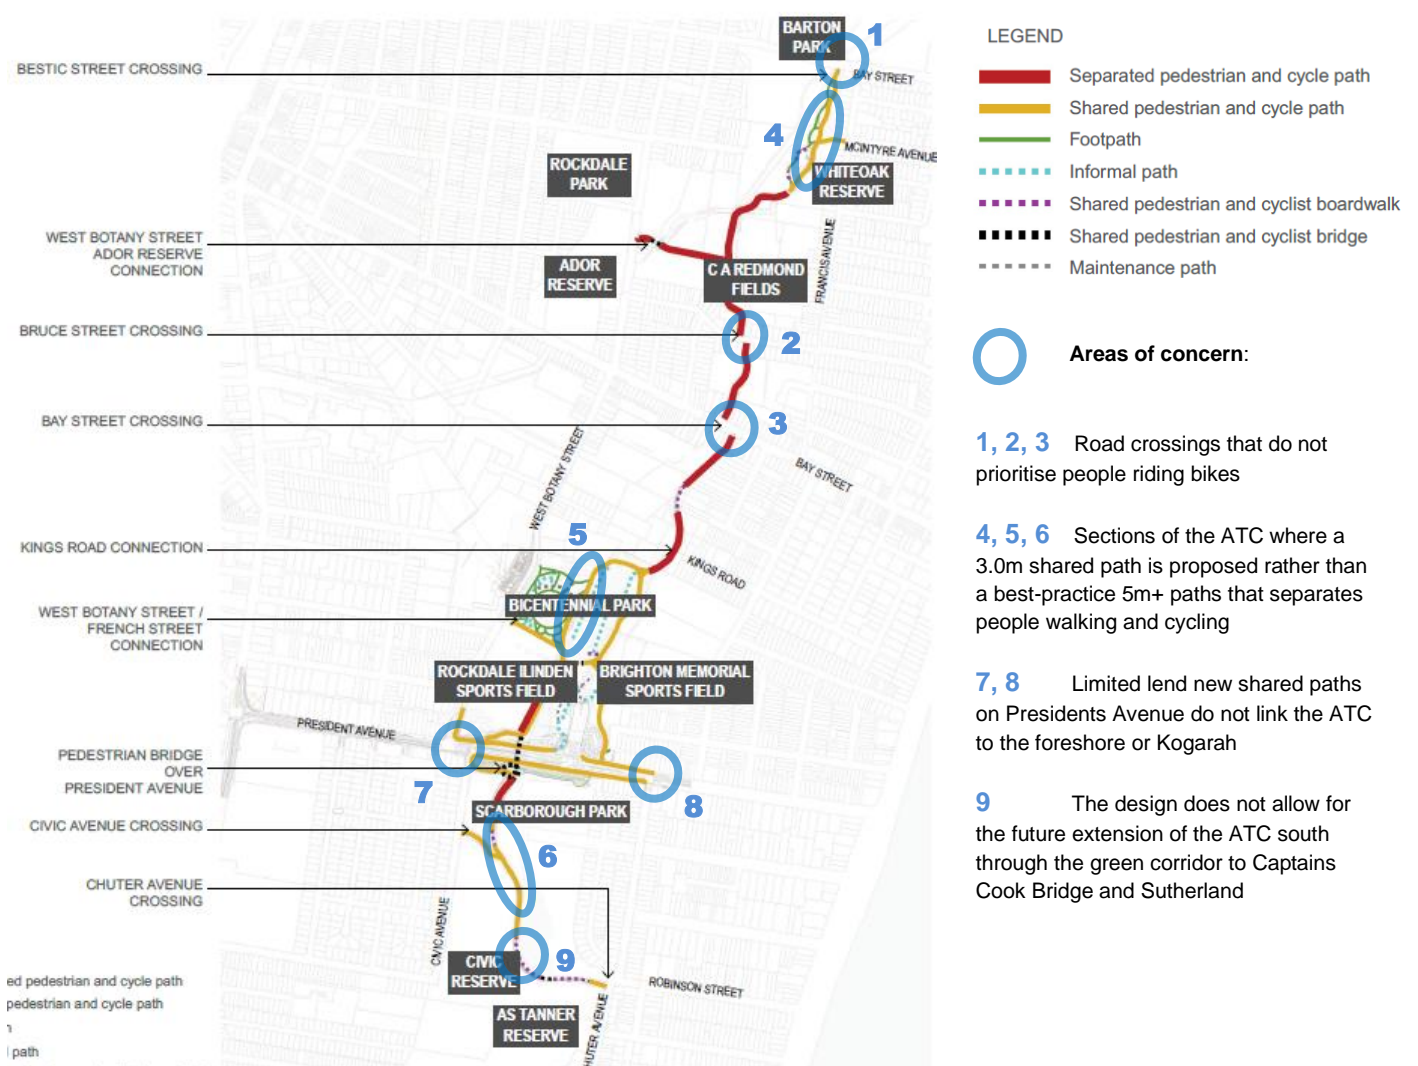 BARTON
PARK
1
BESTIC STREET CROSSING
BAY STREET
4
MCINTYRE AVENUE
ROCKDALE
PARK
WHITEOAK
RESERVE
WEST BOTANY STREET
ADOR RESERVE
CONNECTION
ADOR
RESERVE
C A REDMOND
FIELDS
FRANCIS AVENUE
BRUCE STREET CROSSING
2
BAY STREET CROSSING
3
WEST BOTANY STREET
BAY STREET
5
KINGS ROAD CONNECTION
KINGS ROAD
WEST BOTANY STREET /
FRENCH STREET
CONNECTION
BICENTENNIAL PARK
ROCKDALE ILINDEN
SPORTS FIELD
BRIGHTON MEMORIAL
SPORTS FIELD
PRESIDENT AVENUE
PEDESTRIAN BRIDGE
OVER
PRESIDENT AVENUE
7
8
SCARBOROUGH PARK
CIVIC AVENUE CROSSING
6
CHUTER AVENUE
CROSSING
CIVIC AVENUE
CIVIC
RESERVE
9
ROBINSON STREET
AS TANNER
RESERVE
HUTER AVENUE
ed pedestrian and cycle path
pedestrian and cycle path
path
LEGEND
Separated pedestrian and cycle path
Shared pedestrian and cycle path
Footpath
Informal path
Shared pedestrian and cyclist boardwalk
Shared pedestrian and cyclist bridge
Maintenance path
Areas of concern:
1, 2, 3 Road crossings that do not
prioritise people riding bikes
4, 5, 6 Sections of the ATC where a
3.0m shared path is proposed rather than
a best-practice 5m+ paths that separates
people walking and cycling
7, 8 Limited lend new shared paths
on Presidents Avenue do not link the ATC
to the foreshore or Kogarah
9 The design does not allow for
the future extension of the ATC south
through the green corridor to Captains
Cook Bridge and Sutherland